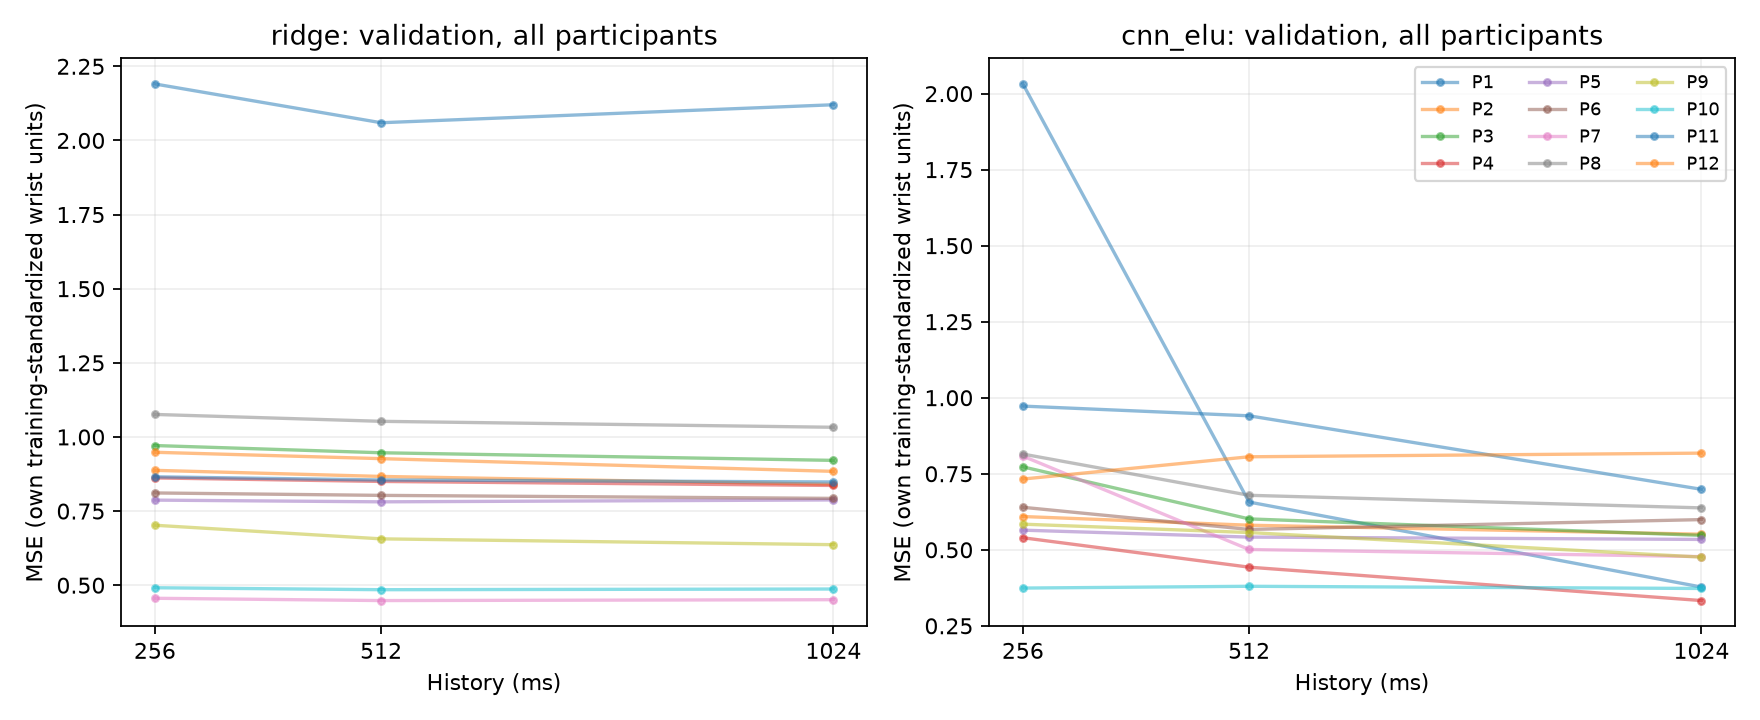 ridge: validation, all participants
MSE (own training-standardized wrist units)
2.25
2.00
1.75
1.50
1.25
1.00
0.75
0.50
256 512 1024
History (ms)
cnn_elu: validation, all participants
MSE (own training-standardized wrist units)
2.00
1.75
1.50
1.25
1.00
0.75
0.50
0.25
P1 P5 P9
P2 P6 P10
P3 P7 P11
P4 P8 P12
256 512 1024
History (ms)